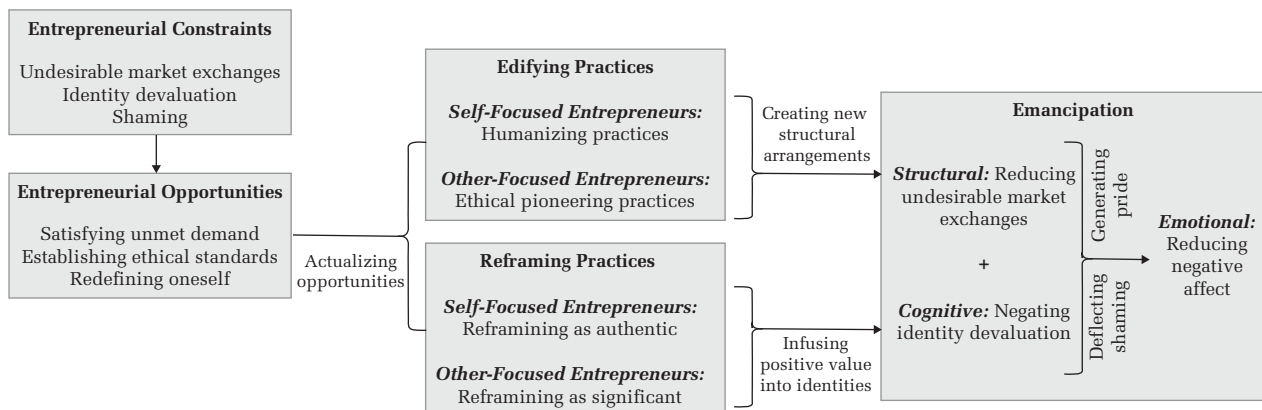 Entrepreneurial Constraints
Undesirable market exchanges
Identity devaluation
Shaming
Entrepreneurial Opportunities
Satisfying unmet demand
Establishing ethical standards
Redefining oneself
Actualizing
opportunities
Edifying Practices
Self-Focused Entrepreneurs:
Humanizing practices
Other-Focused Entrepreneurs:
Ethical pioneering practices
Reframing Practices
Self-Focused Entrepreneurs:
Reframining as authentic
Other-Focused Entrepreneurs:
Reframining as significant
Creating new
structural
arrangements
Infusing
positive value
into identities
Emancipation
Structural: Reducing
undesirable market
exchanges
+
Cognitive: Negating
identity devaluation
Generating
pride
Deflecting
shaming
Emotional:
Reducing
negative
affect